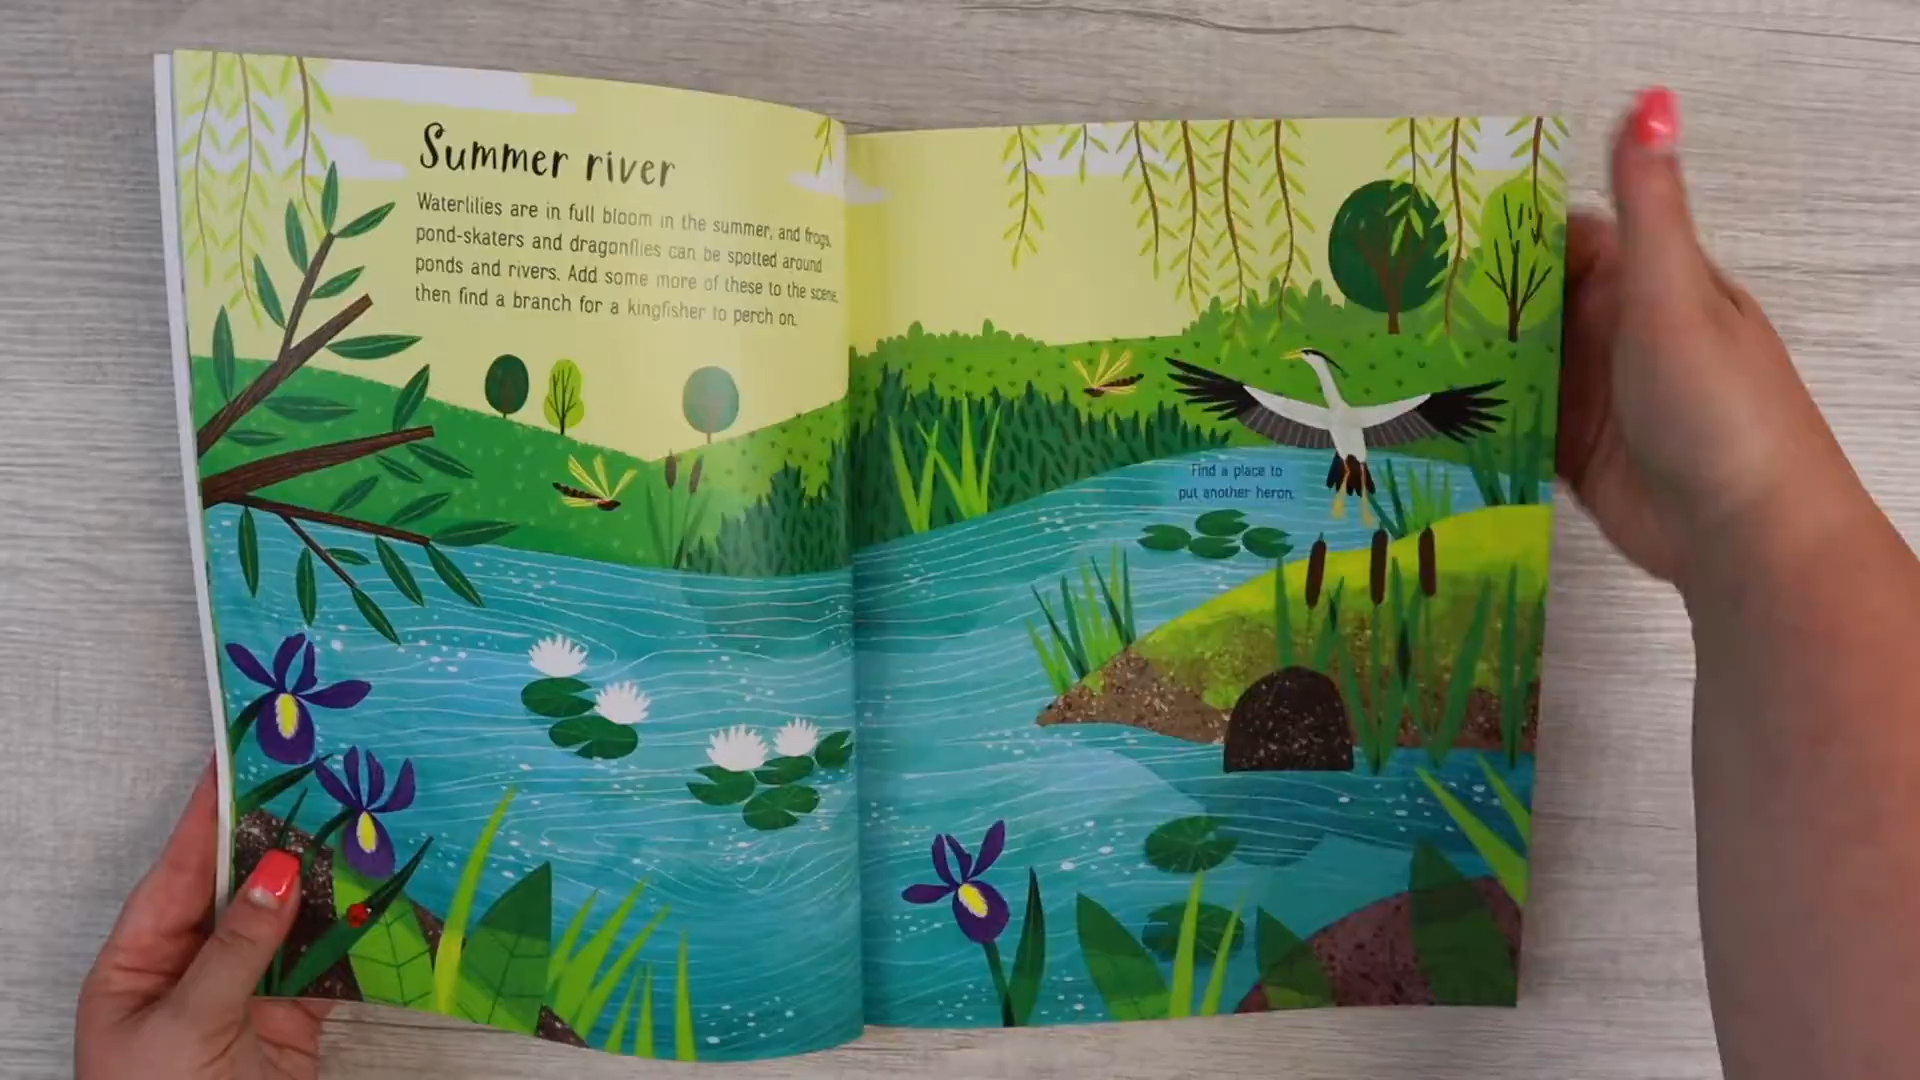 Summer river
Waterlilies are in full bloom in the summer, and frogs,
pond-skaters and dragonflies can be spotted around
ponds and rivers. Add some more of these to the scene,
then find a branch for a kingfisher to perch on.
Find a place to
put another heron.